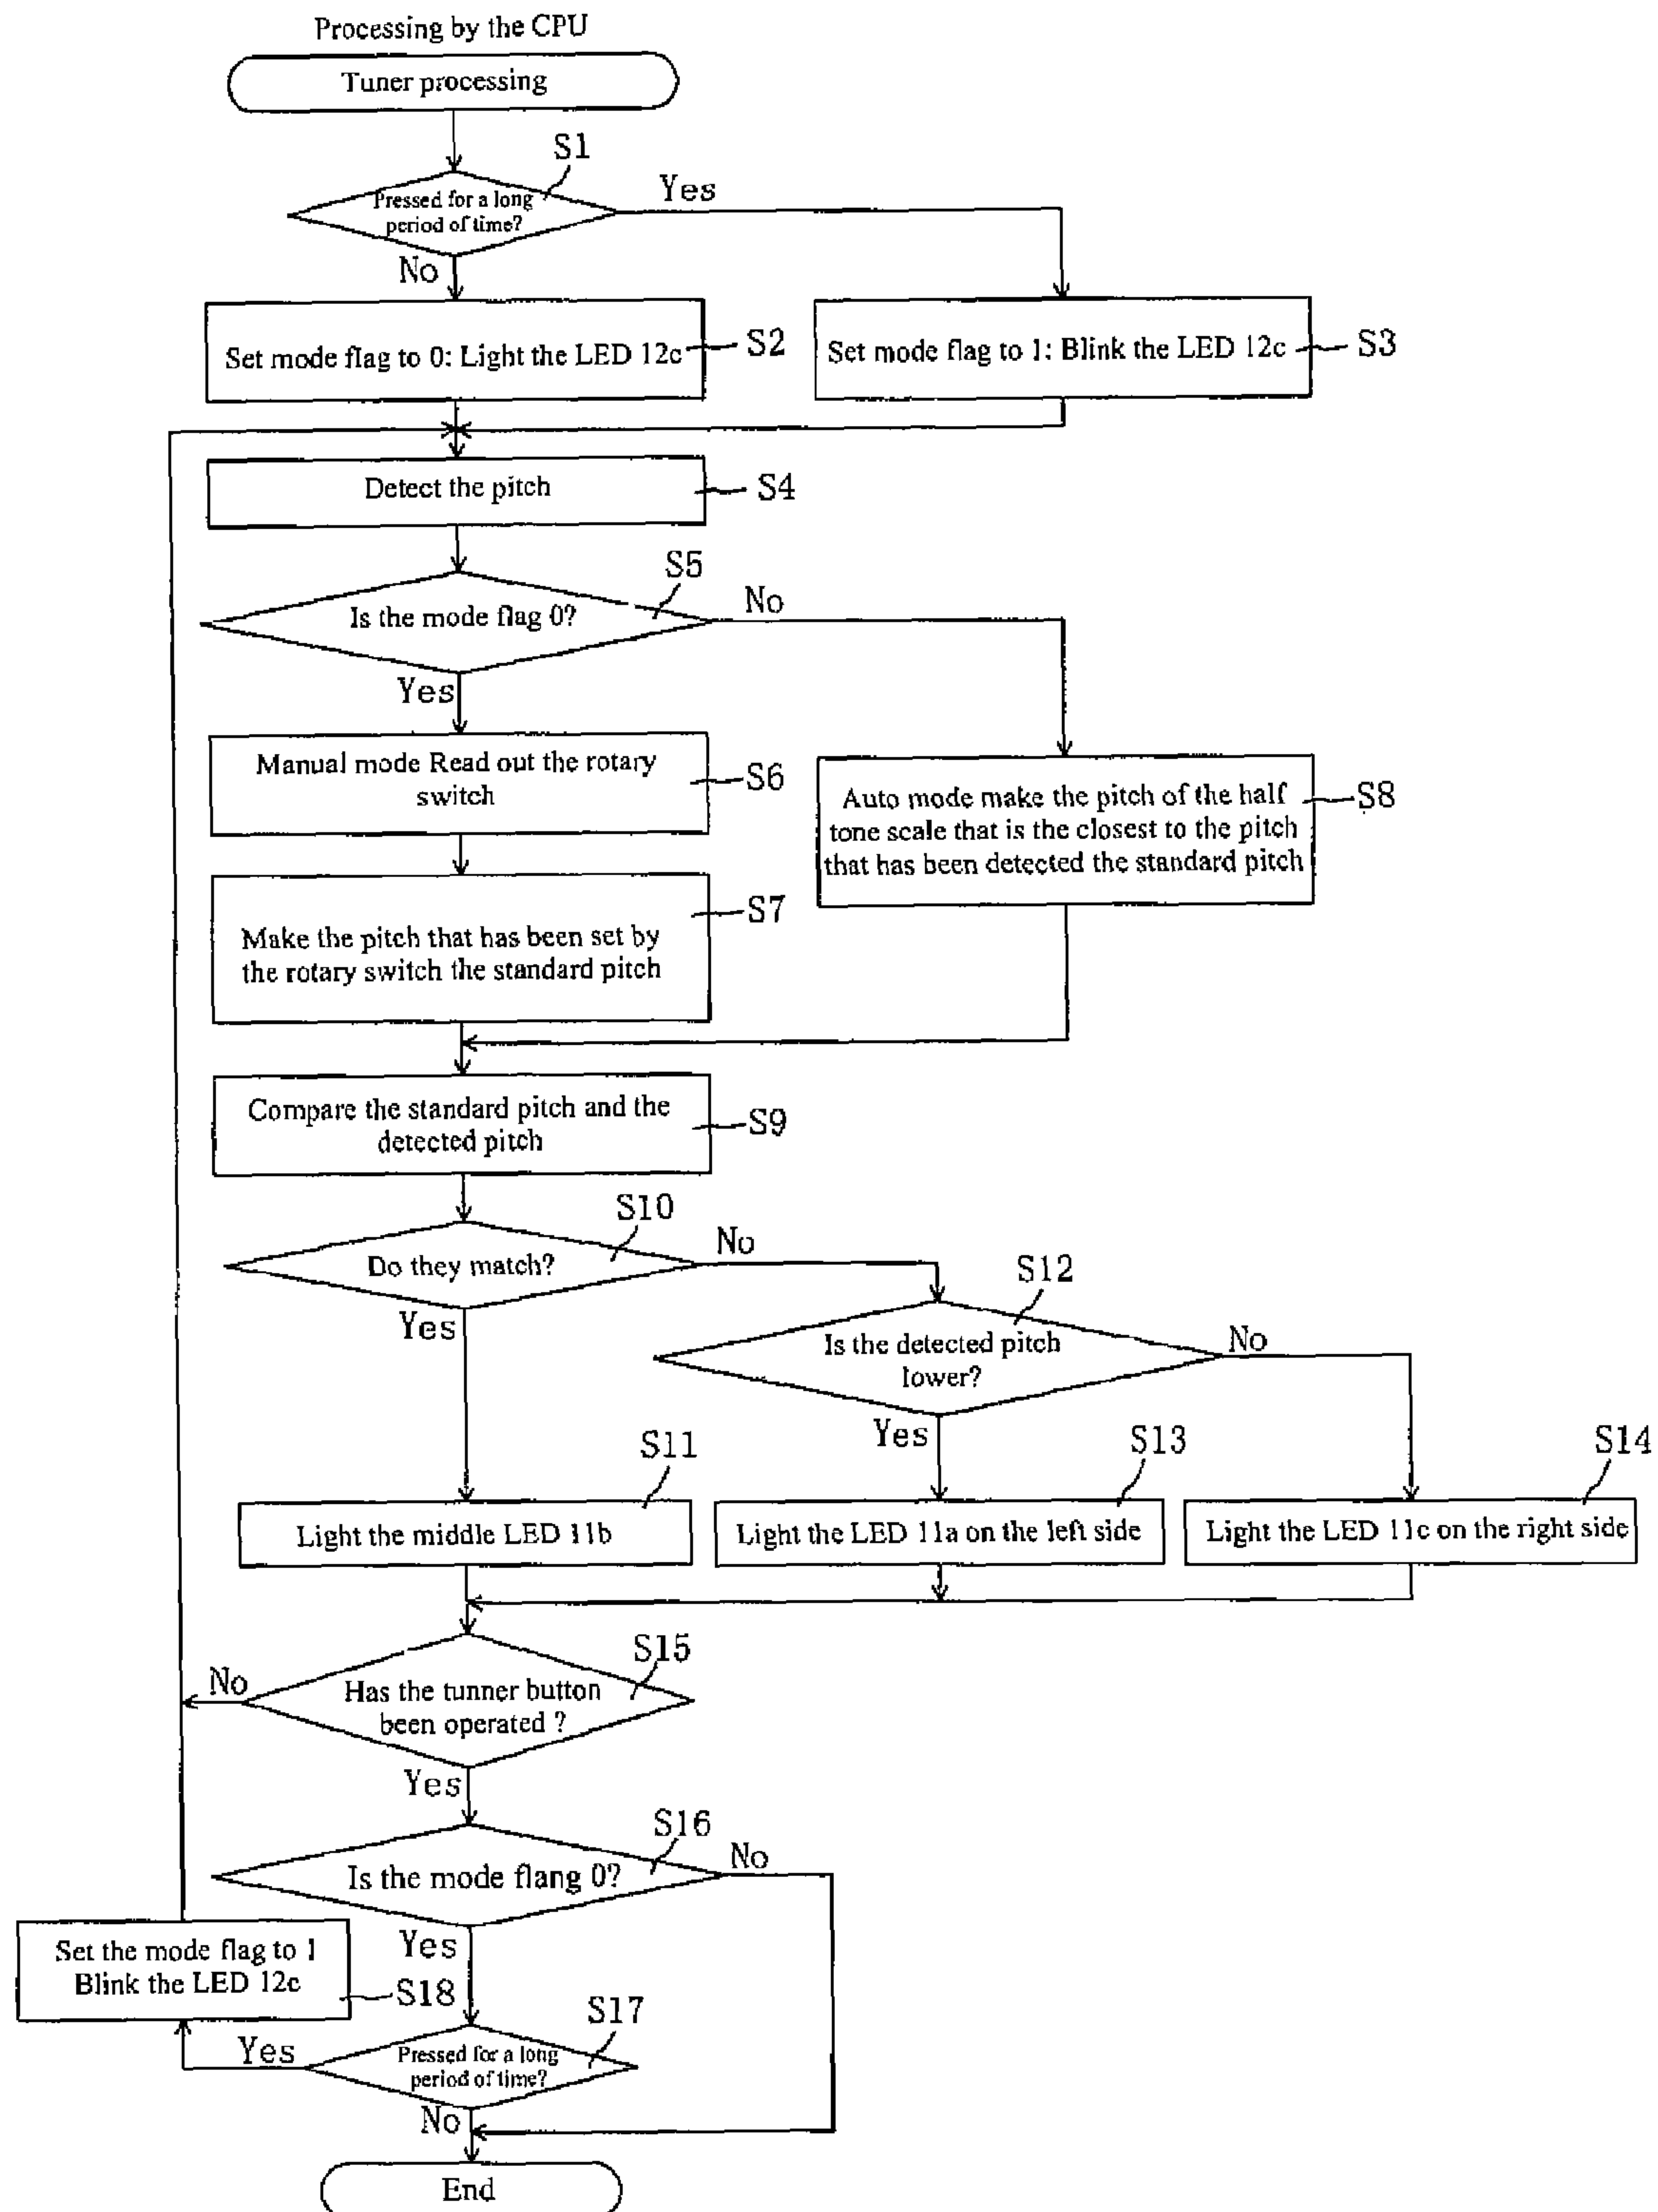 Processing by the CPU
Tuner processing
S1
Pressed for a long
period of time?
Yes
No
Set mode flag to 0: Light the LED 12c
S2
Set mode flag to 1: Blink the LED 12c
S3
Detect the pitch
S4
S5
Is the mode flag 0?
No
Yes
Manual mode Read out the rotary
switch
S6
Auto mode make the pitch of the half
tone scale that is the closest to the pitch
that has been detected the standard pitch
S8
S7
Make the pitch that has been set by
the rotary switch the standard pitch
Compare the standard pitch and the
detected pitch
S9
S10
Do they match?
No
Yes
S12
Is the detected pitch
lower?
No
Yes
S11
S13
S14
Light the middle LED 11b
Light the LED 11a on the left side
Light the LED 11c on the right side
S15
No
Has the tunner button
been operated ?
Yes
S16
Is the mode flang 0?
No
Yes
Set the mode flag to 1
Blink the LED 12c
S18
S17
Yes
Pressed for a long
period of time?
No
End